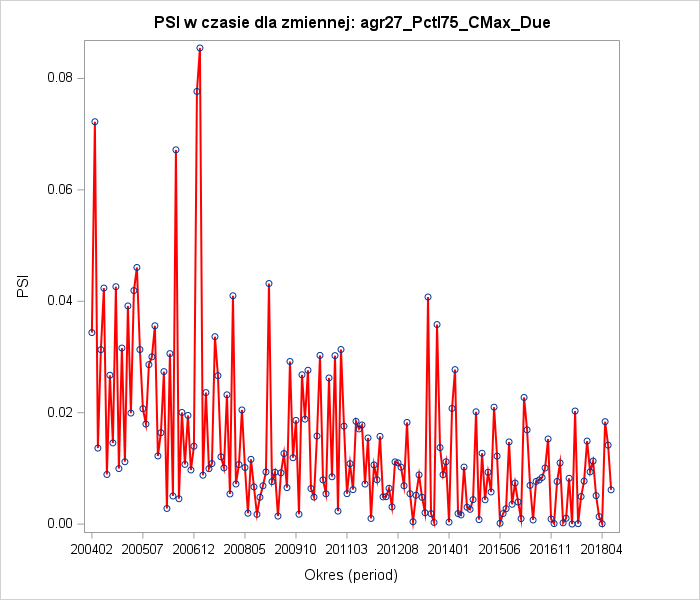 PSI w czasie dla zmiennej: agr27_Pctl75_CMax_Due
0.08
0.06
0.04
0.02
0.00
PSI
200402 200507 200612 200805 200910 201103 201208 201401 201506 201611 201804
Okres (period)